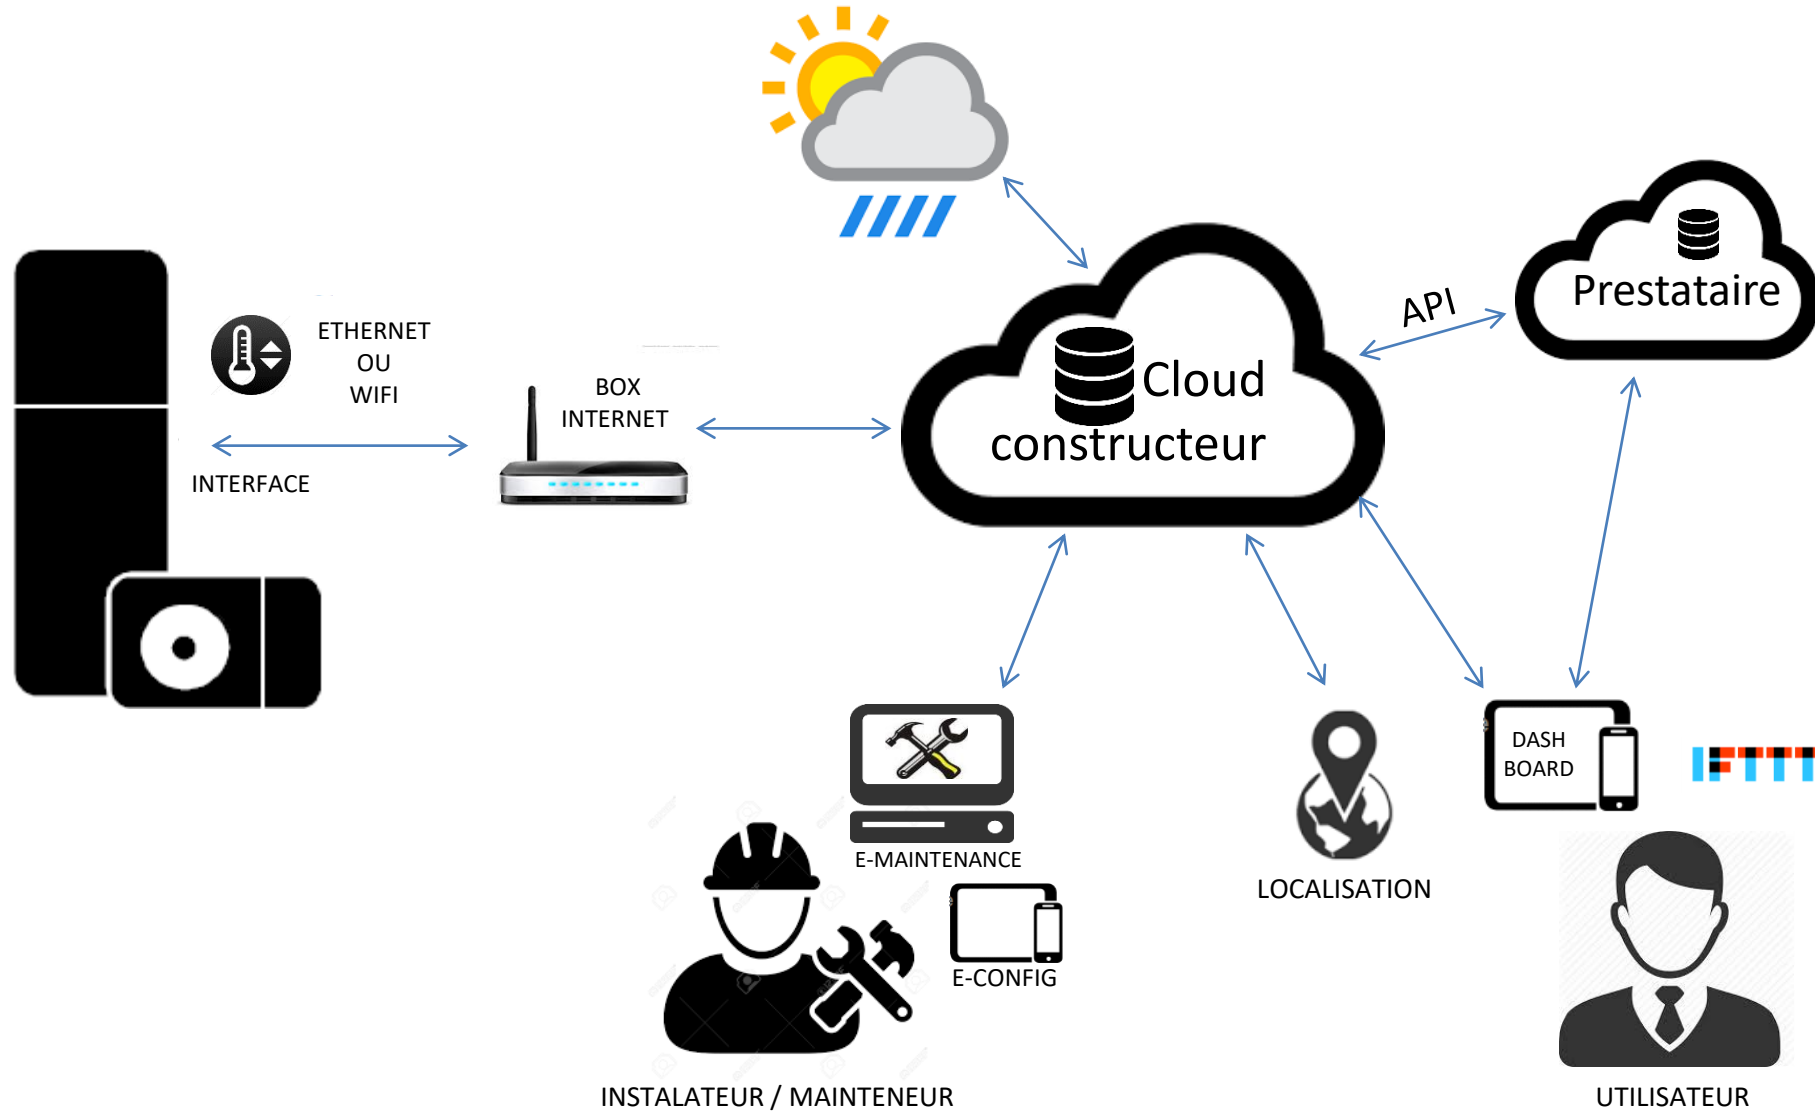 ETHERNET
OU
WIFI
INTERFACE
BOX
INTERNET
Cloud
constructeur
API
Prestataire
DASH
BOARD
IFTTT
E-MAINTENANCE
E-CONFIG
LOCALISATION
INSTALATEUR / MAINTENEUR
UTILISATEUR